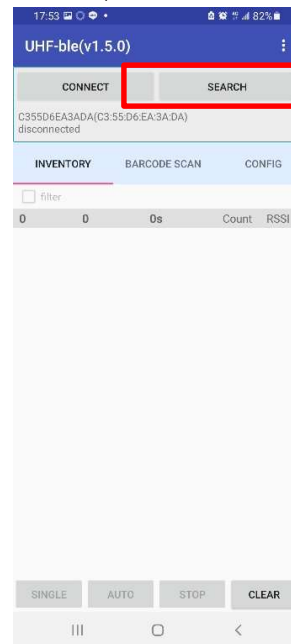 17:53 82%
UHF-ble(v1.5.0)
CONNECT SEARCH
C355D6EA3ADA(C3:55:D6:EA:3A:DA)
disconnected
INVENTORY BARCODE SCAN CONFIG
filter
0 0 0s Count RSSI
SINGLE AUTO STOP CLEAR